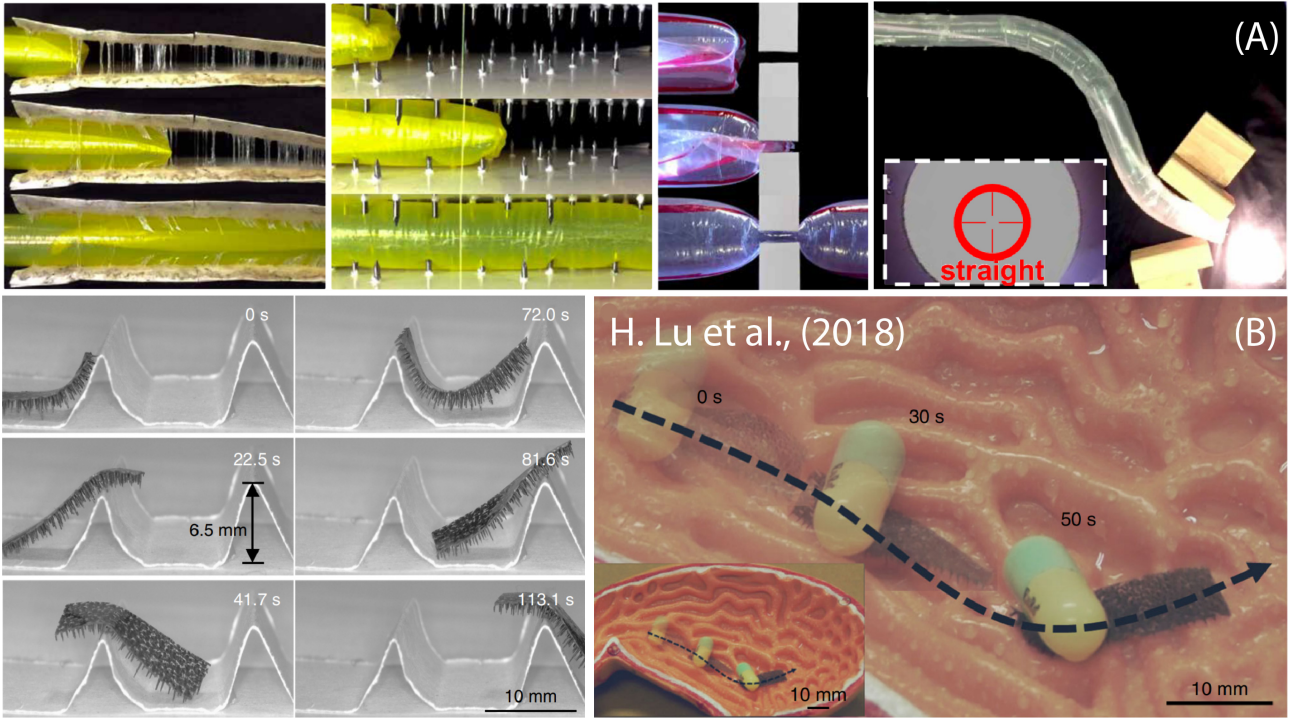 (A)
straight
0 s
72.0 s
22.5 s
6.5 mm
81.6 s
41.7 s
113.1 s
10 mm
H. Lu et al., (2018)
(B)
0 s
30 s
50 s
10 mm
10 mm